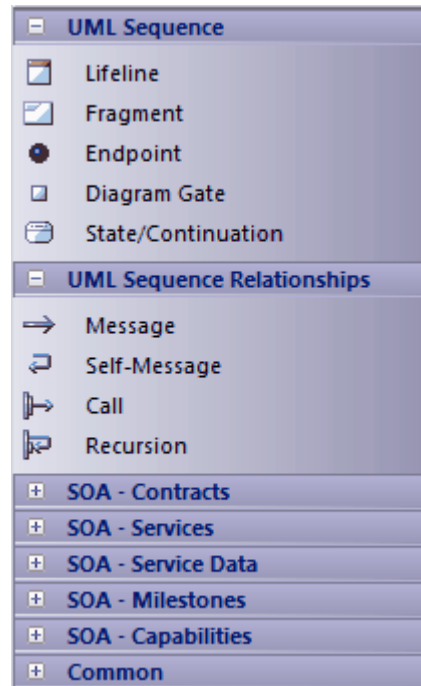 UML Sequence
Lifeline
Fragment
Endpoint
Diagram Gate
State/Continuation
UML Sequence Relationships
Message
Self-Message
Call
Recursion
SOA - Contracts
SOA - Services
SOA - Service Data
SOA - Milestones
SOA - Capabilities
Common